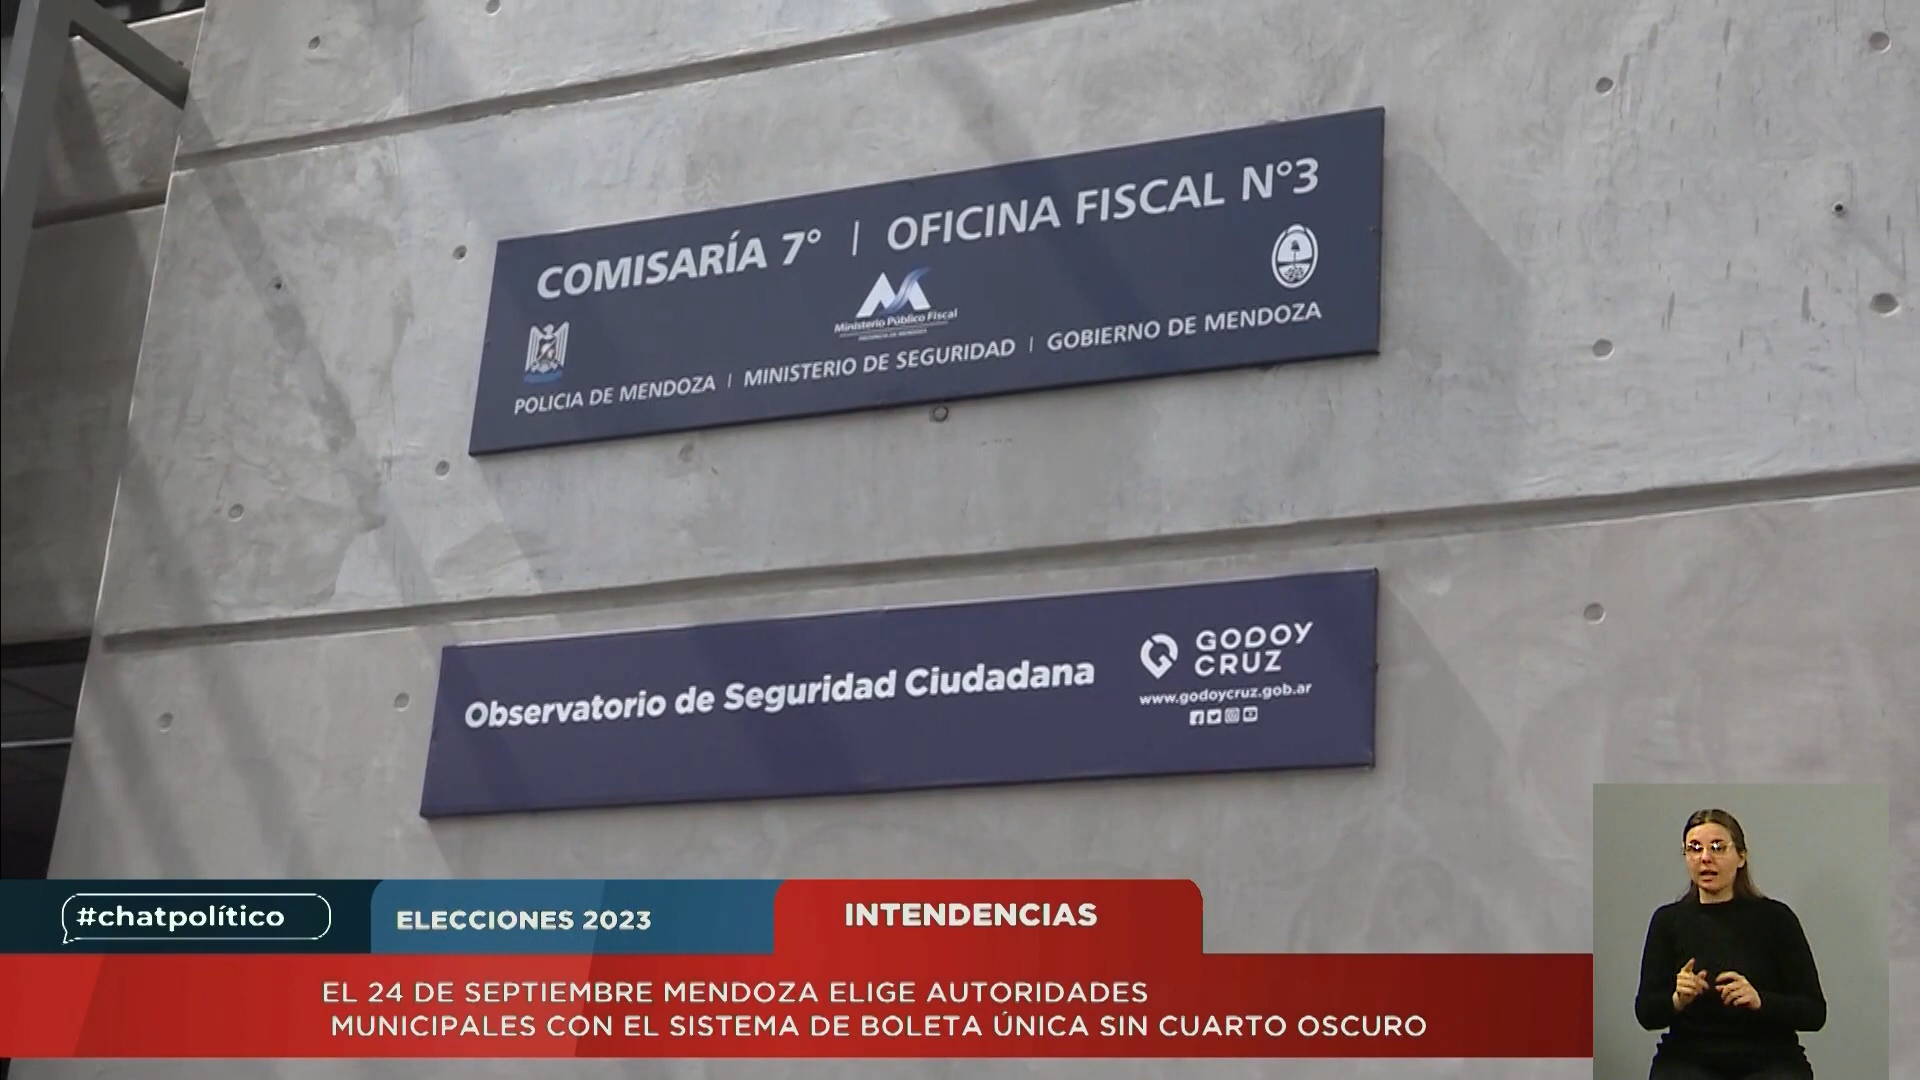 COMISARÍA 7° | OFICINA FISCAL N°3
Ministerio Público Fiscal
POLICIA DE MENDOZA | MINISTERIO DE SEGURIDAD | GOBIERNO DE MENDOZA
Observatorio de Seguridad Ciudadana
GODOY
CRUZ
www.godoycruz.gob.ar
#chatpolítico
ELECCIONES 2023
INTENDENCIAS
EL 24 DE SEPTIEMBRE MENDOZA ELIGE AUTORIDADES
MUNICIPALES CON EL SISTEMA DE BOLETA ÚNICA SIN CUARTO OSCURO